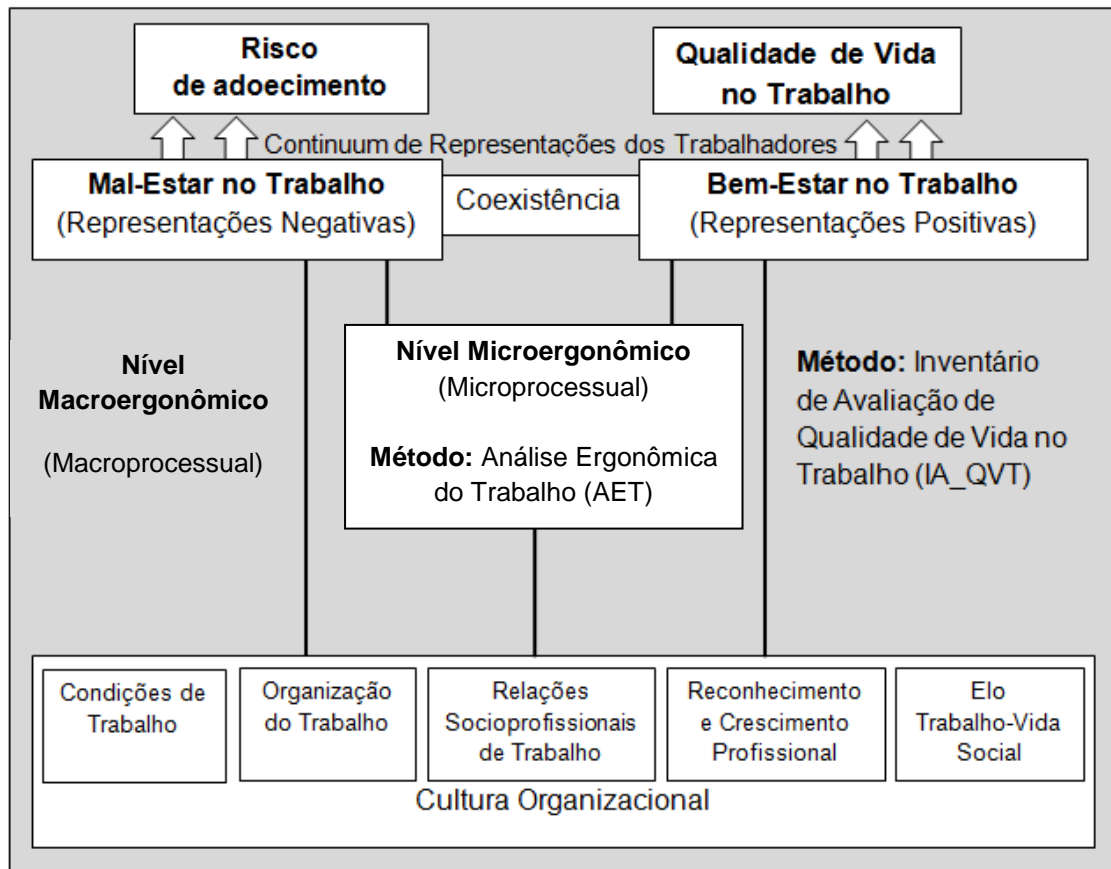 Risco
de adoecimento
Qualidade de Vida
no Trabalho
Continuum de Representações dos Trabalhadores
Mal-Estar no Trabalho
(Representações Negativas)
Coexistência
Bem-Estar no Trabalho
(Representações Positivas)
Nível
Macroergonômico
(Macroprocessual)
Nível Microergonômico
(Microprocessual)
Método: Análise Ergonômica
do Trabalho (AET)
Método: Inventário
de Avaliação de
Qualidade de Vida no
Trabalho (IA_QVT)
Condições de
Trabalho
Organização
do Trabalho
Relações
Socioprofissionais
de Trabalho
Reconhecimento
e Crescimento
Profissional
Elo
Trabalho-Vida
Social
Cultura Organizacional